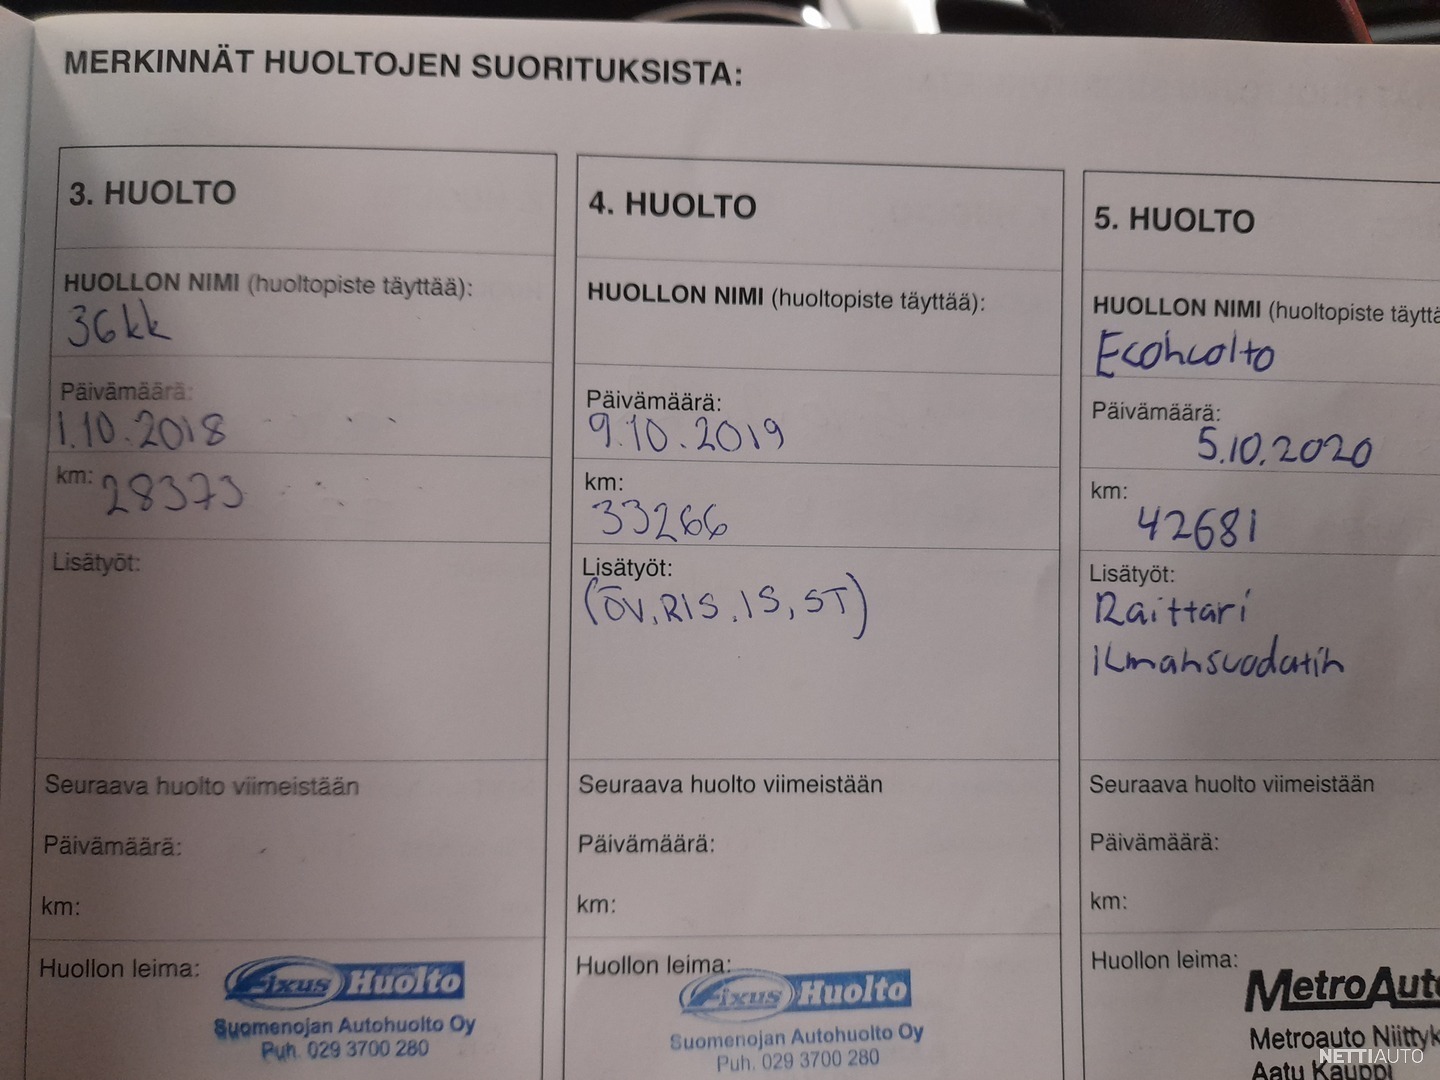 MERKINNÄT HUOLTOJEN SUORITUKSISTA:
3. HUOLTO
HUOLLON NIMI (huoltopiste täyttää):
36kk
Päivämäärä:
1.10.2018
km: 28373
Lisätyöt:
Seuraava huolto viimeistään
Päivämäärä:
km:
Huollon leima:
Fixus Huolto
Suomenojan Autohuolto Oy
Puh. 029 3700 280
4. HUOLTO
HUOLLON NIMI (huoltopiste täyttää):
Päivämäärä:
9.10.2019
km:
33266
Lisätyöt:
(ÖV, RIS, IS, ST)
Seuraava huolto viimeistään
Päivämäärä:
km:
Huollon leima:
Fixus Huolto
Suomenojan Autohuolto Oy
Puh. 029 3700 280
5. HUOLTO
HUOLLON NIMI (huoltopiste täyttä
Ecohuolto
Päivämäärä:
5.10.2020
km:
42681
Lisätyöt:
Raittari
ilmansuodatin
Seuraava huolto viimeistään
Päivämäärä:
km:
Huollon leima:
MetroAuto
Metroauto Niittyk
Aatu Kauppi
NETTIAUTO